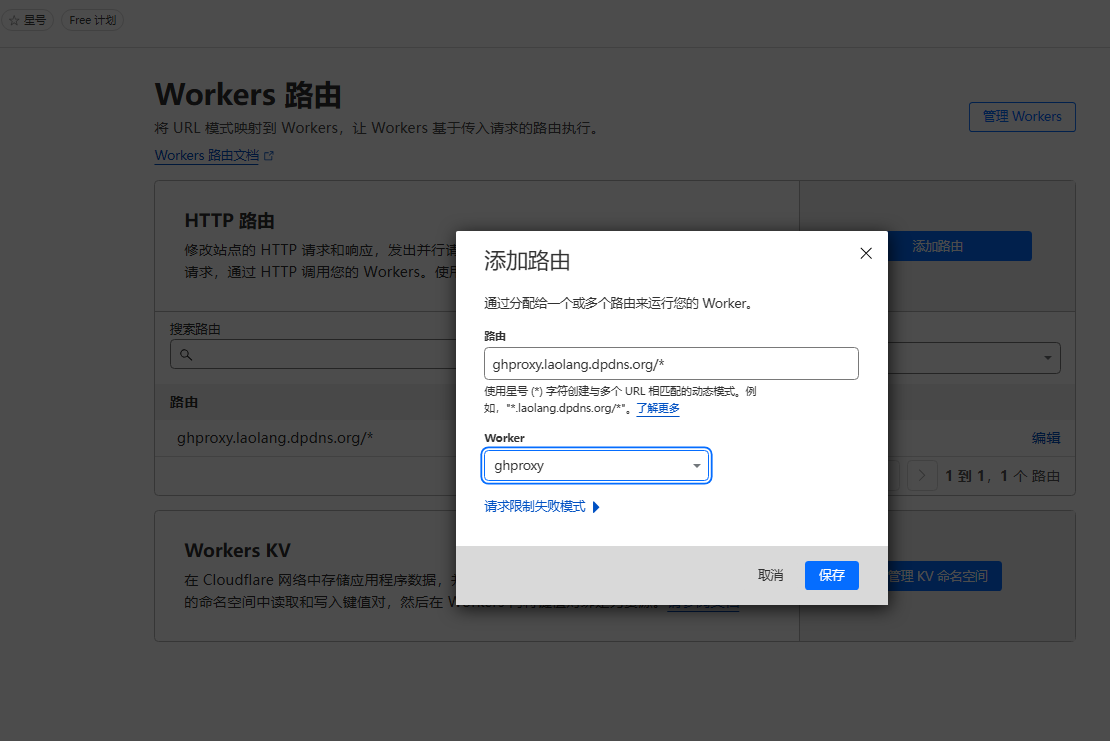 星号 Free 计划
Workers 路由
将 URL 模式映射到 Workers，让 Workers 基于传入请求的路由执行。
管理 Workers
Workers 路由文档
HTTP 路由
修改站点的 HTTP 请求和响应，发出并行请
请求，通过 HTTP 调用您的 Workers。使用
添加路由
搜索路由
路由
ghproxy.laolang.dpdns.org/*
编辑
1 到 1，1 个 路由
Workers KV
在 Cloudflare 网络中存储应用程序数据，
的命名空间中读取和写入键值对，然后在
管理 KV 命名空间
添加路由
通过分配给一个或多个路由来运行您的 Worker。
路由
ghproxy.laolang.dpdns.org/*
使用星号 (*) 字符创建与多个 URL 相匹配的动态模式。例
如，"*.laolang.dpdns.org/*"。了解更多
Worker
ghproxy
请求限制失败模式
取消
保存